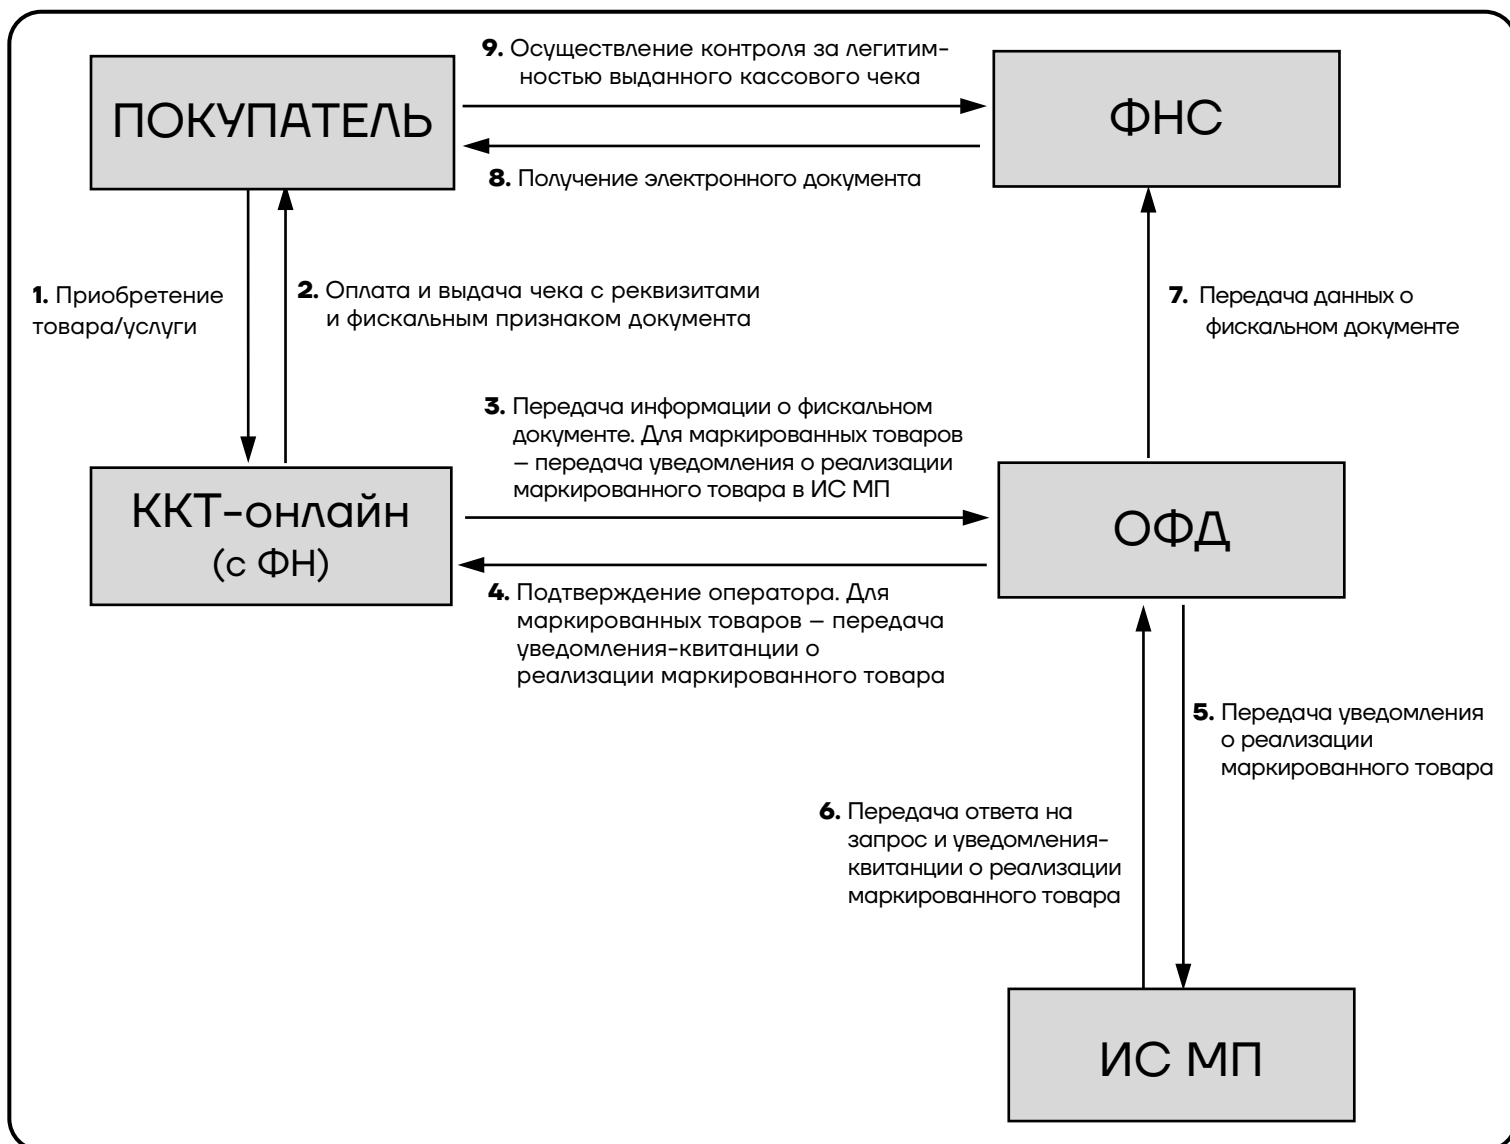 9. Осуществление контроля за легитим-
ностью выданного кассового чека
ПОКУПАТЕЛЬ
ФНС
8. Получение электронного документа
1. Приобретение
товара/услуги
2. Оплата и выдача чека с реквизитами
и фискальным признаком документа
7. Передача данных о
фискальном документе
3. Передача информации о фискальном
документе. Для маркированных товаров
– передача уведомления о реализации
маркированного товара в ИС МП
ККТ-онлайн
(с ФН)
ОФД
4. Подтверждение оператора. Для
маркированных товаров – передача
уведомления-квитанции о
реализации маркированного товара
5. Передача уведомления
о реализации
маркированного товара
6. Передача ответа на
запрос и уведомления-
квитанции о реализации
маркированного товара
ИС МП